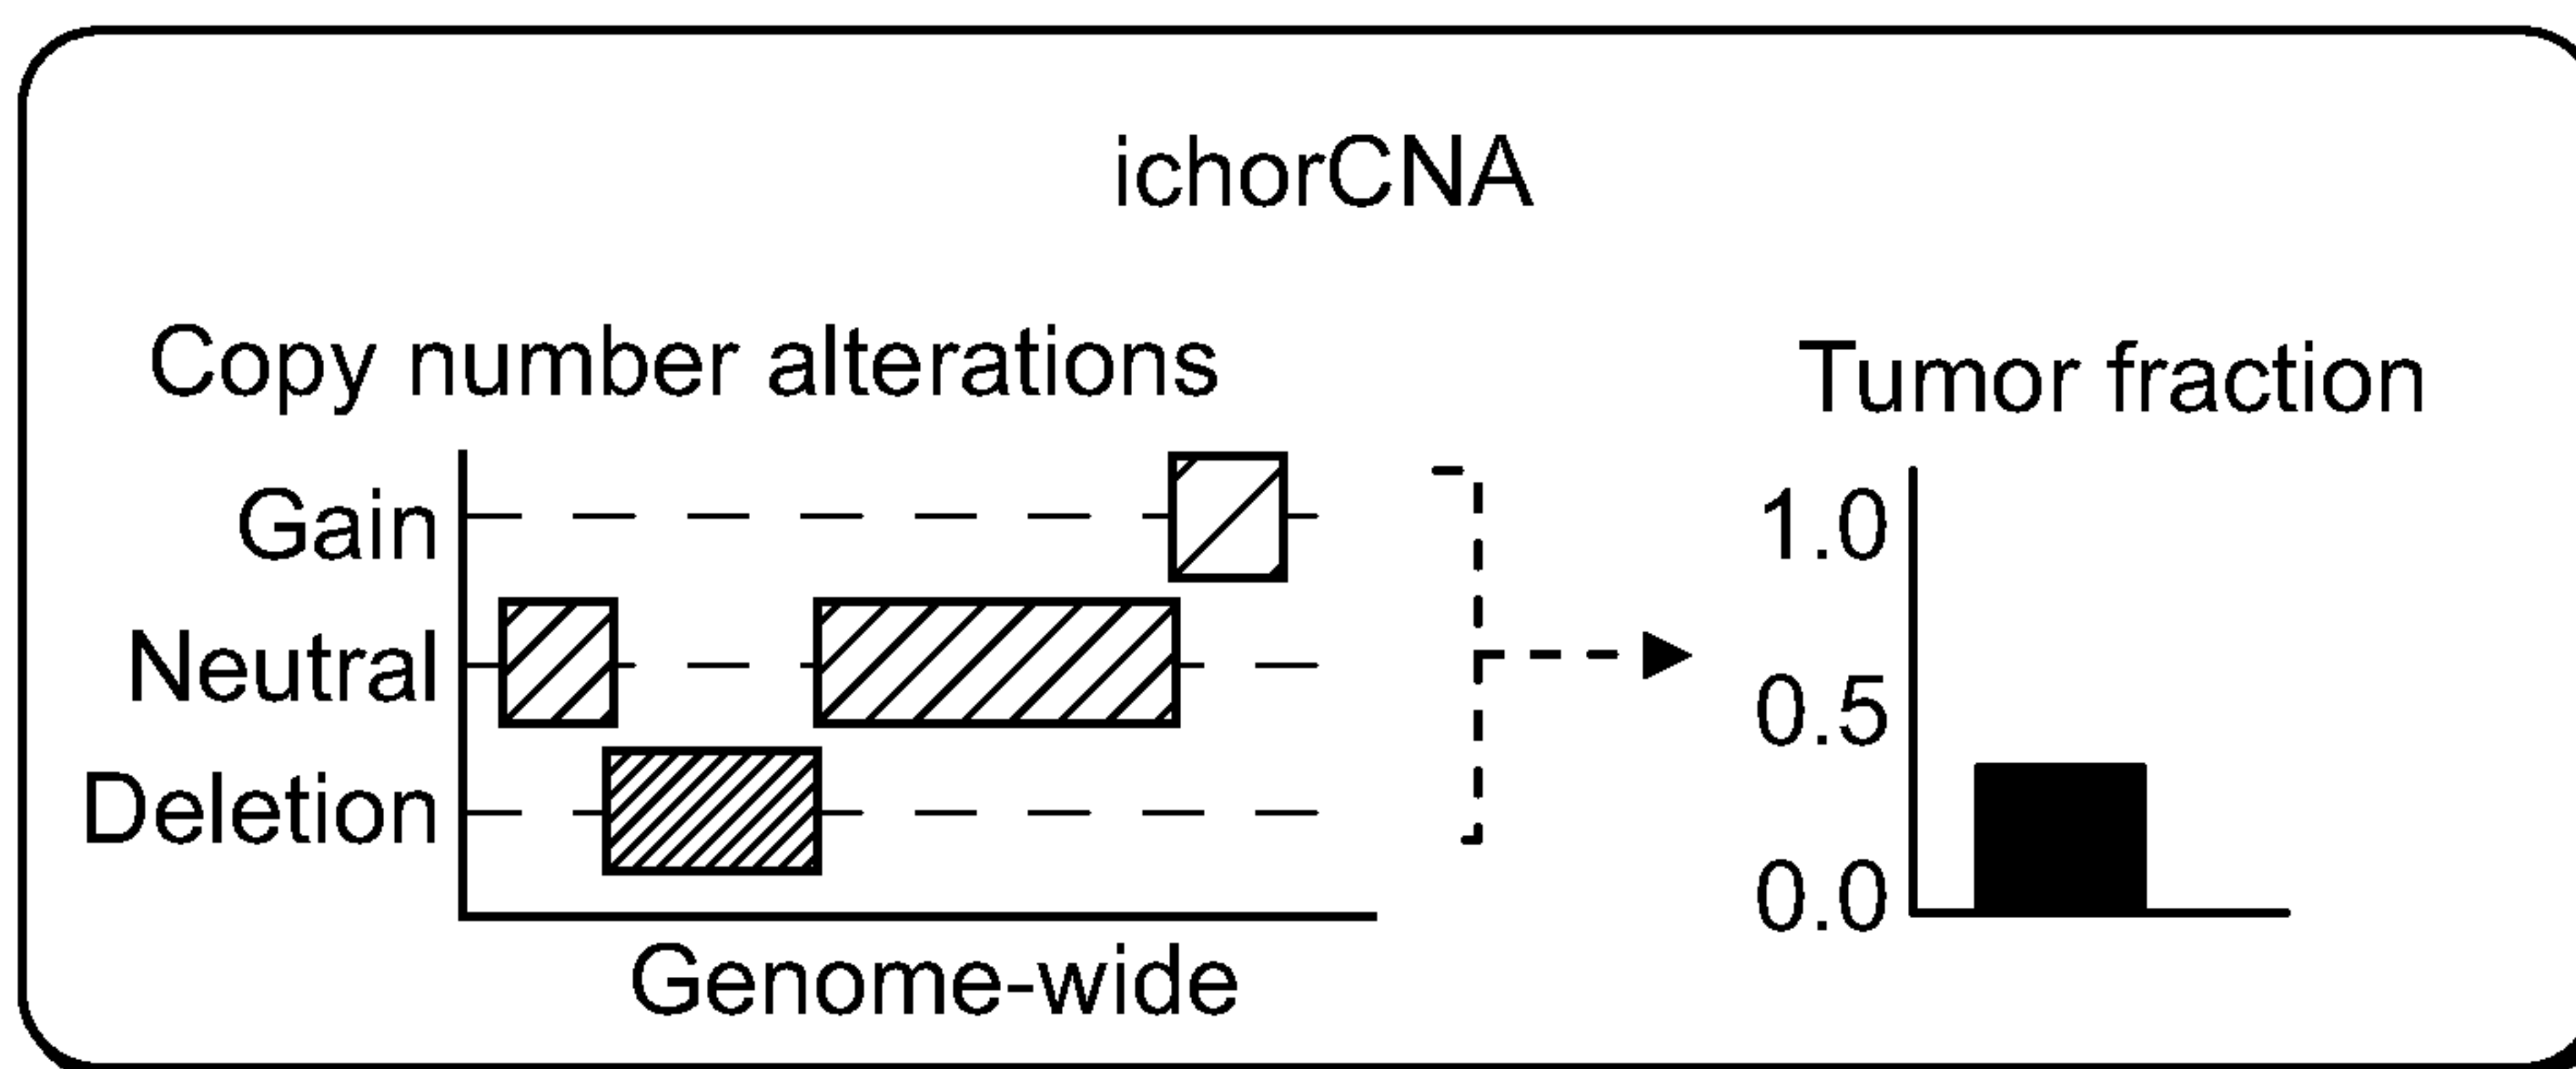 ichorCNA
Copy number alterations
Gain
Neutral
Deletion
Genome-wide
Tumor fraction
1.0
0.5
0.0